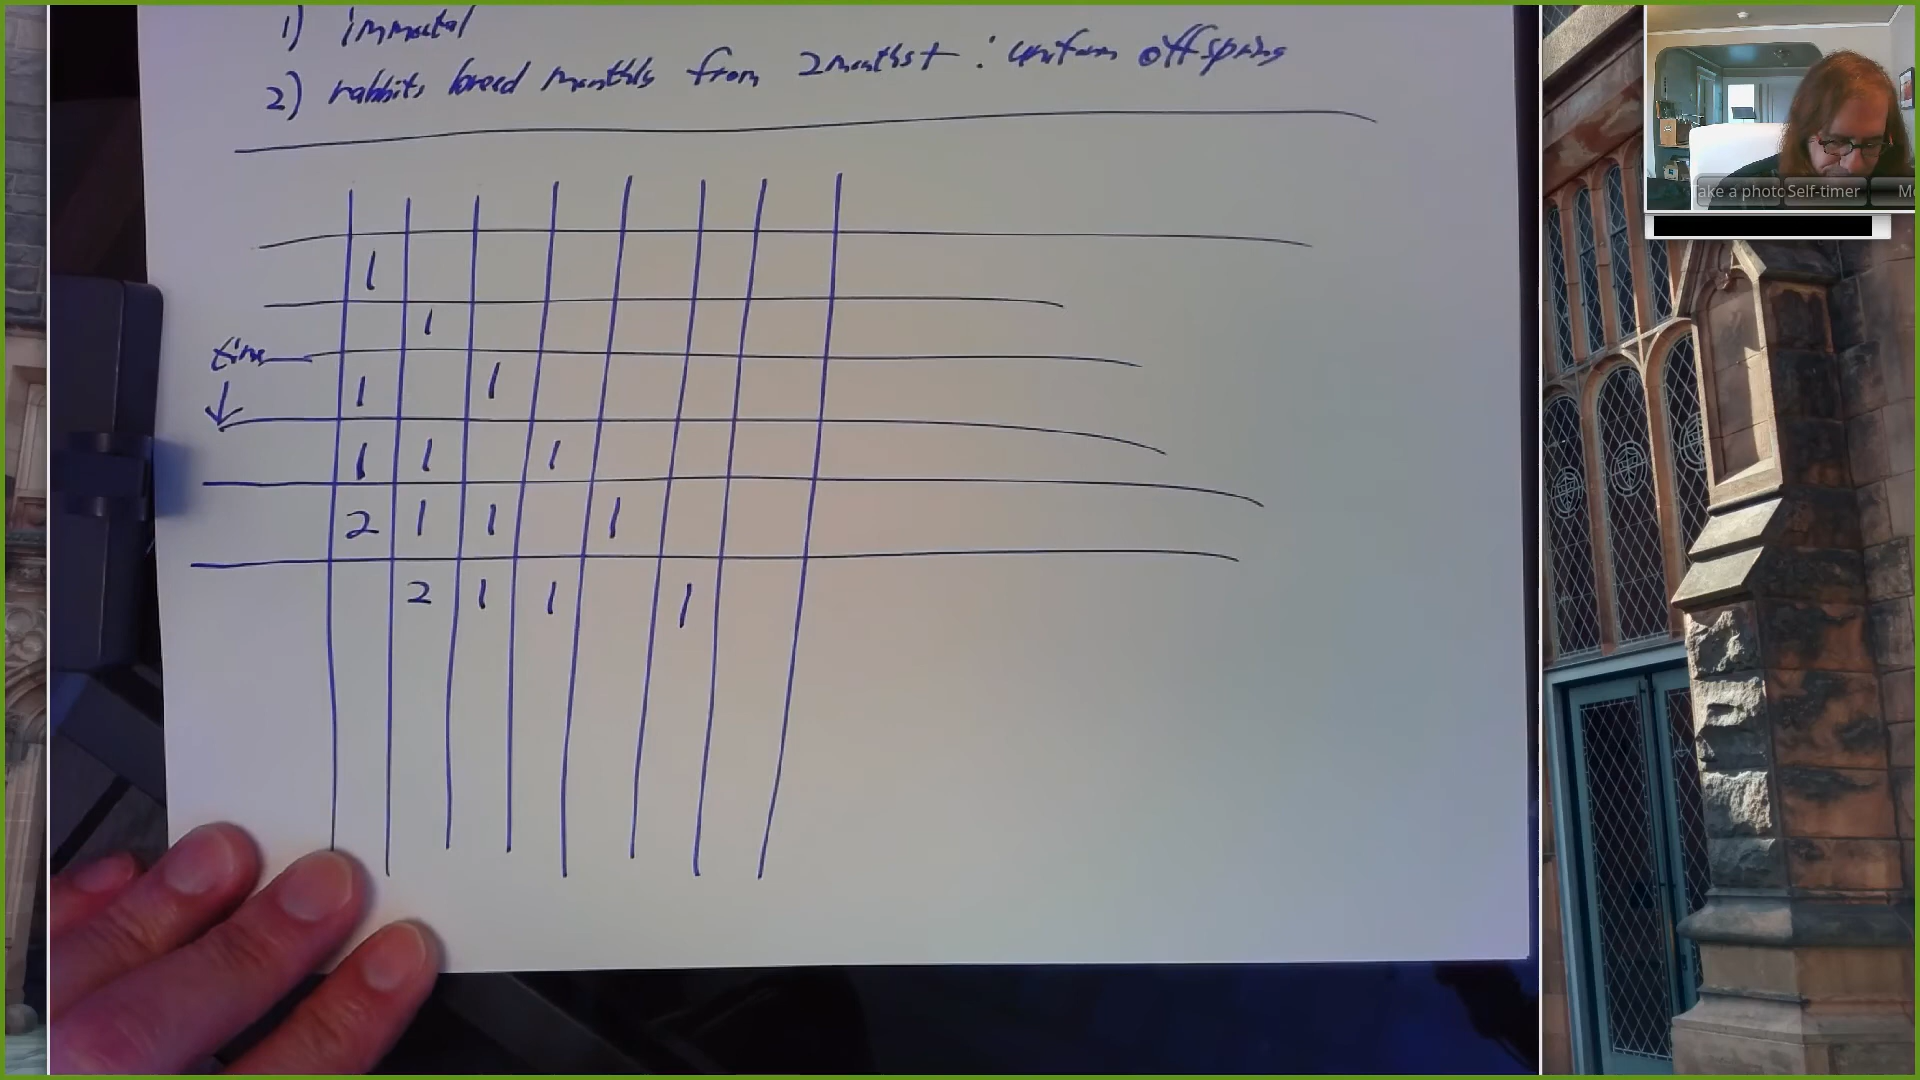 1) immortal
2) rabbits breed monthly from 2months+ : uniform offspring
1
1
time
1 1
1 1 1
2 1 1 1
2 1 1 1
Take a photo Self-timer